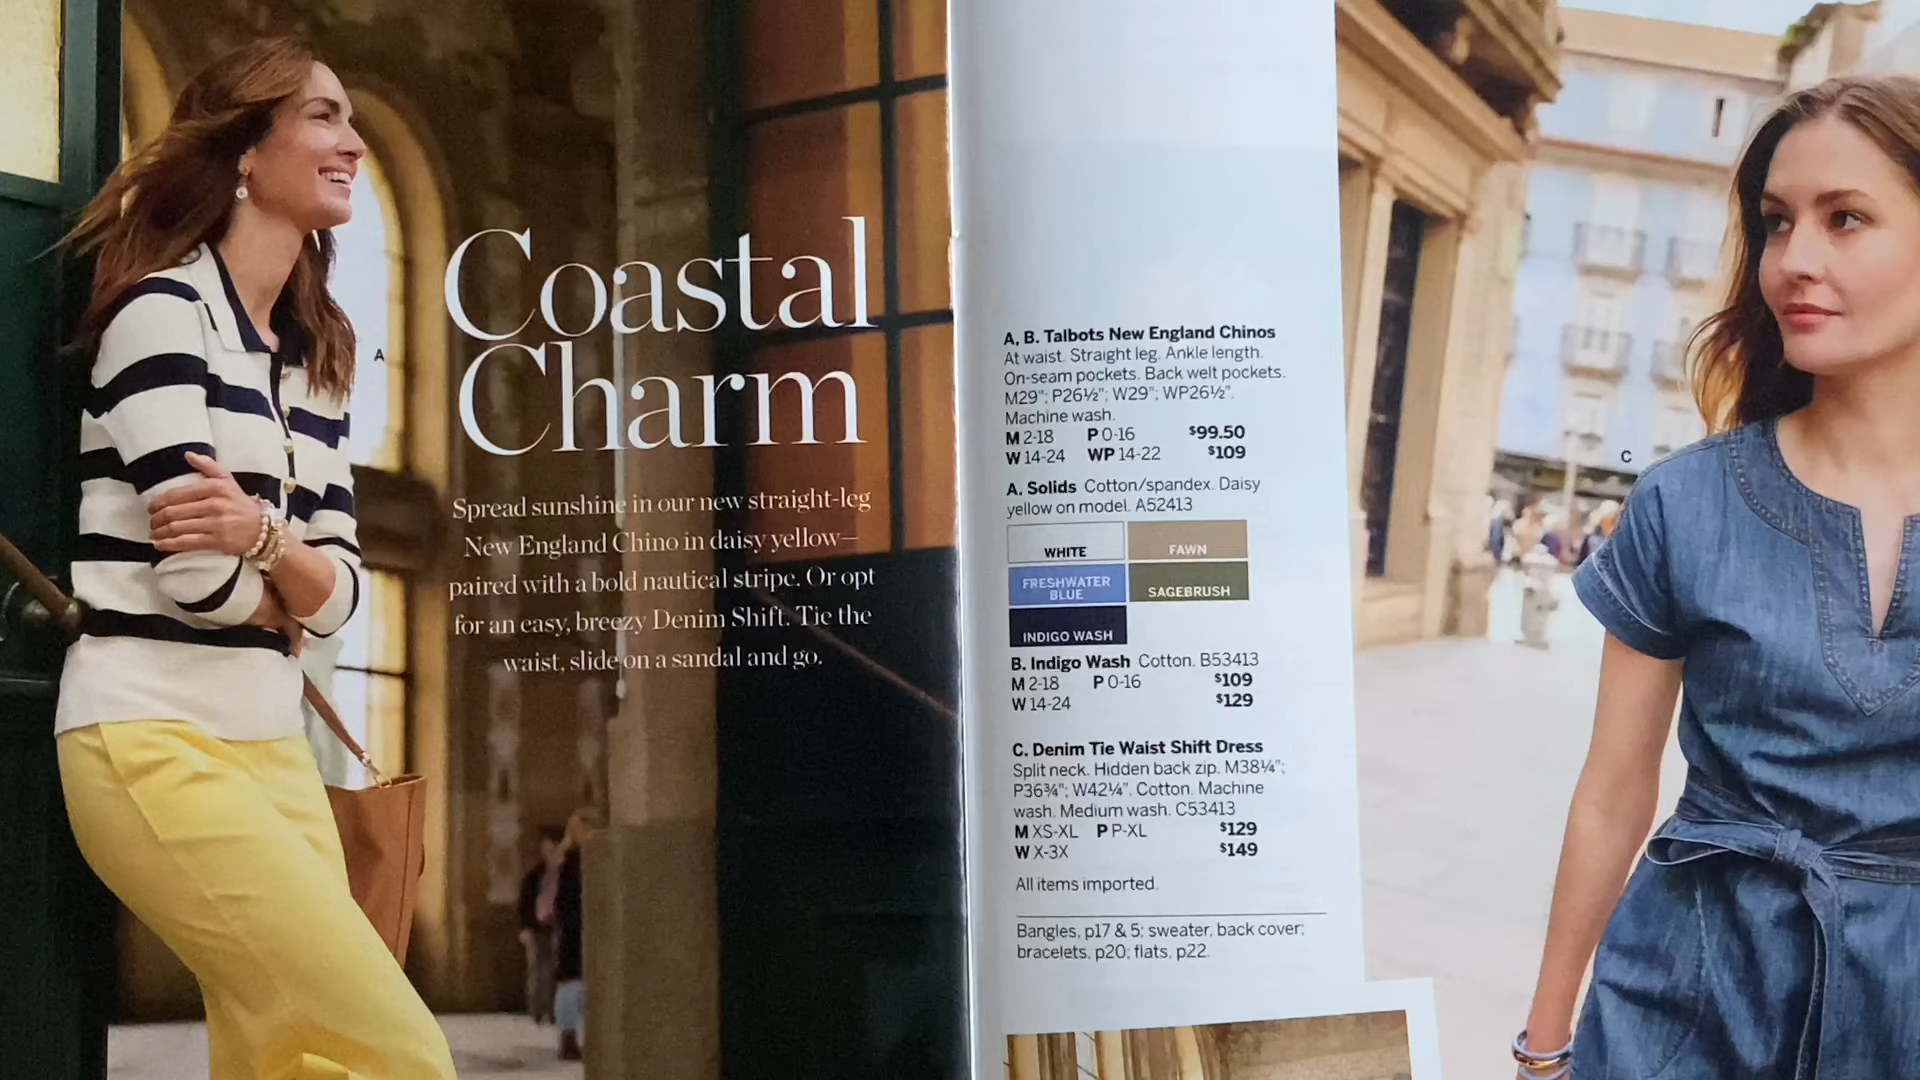 Coastal
Charm
Spread sunshine in our new straight-leg
New England Chino in daisy yellow—
paired with a bold nautical stripe. Or opt
for an easy, breezy Denim Shift. Tie the
waist, slide on a sandal and go.
A
A, B. Talbots New England Chinos
At waist. Straight leg. Ankle length.
On-seam pockets. Back welt pockets.
M29"; P26½"; W29"; WP26½".
Machine wash.
M 2-18 P 0-16 $99.50
W 14-24 WP 14-22 $109
A. Solids Cotton/spandex. Daisy
yellow on model. A52413
WHITE FAWN
FRESHWATER
BLUE
SAGEBRUSH
INDIGO WASH
B. Indigo Wash Cotton. B53413
M 2-18 P 0-16 $109
W 14-24 $129
C. Denim Tie Waist Shift Dress
Split neck. Hidden back zip. M38¼";
P36¾"; W42¼". Cotton. Machine
wash. Medium wash. C53413
M XS-XL P P-XL $129
W X-3X $149
All items imported.
Bangles, p17 & 5; sweater, back cover;
bracelets, p20; flats, p22.
C